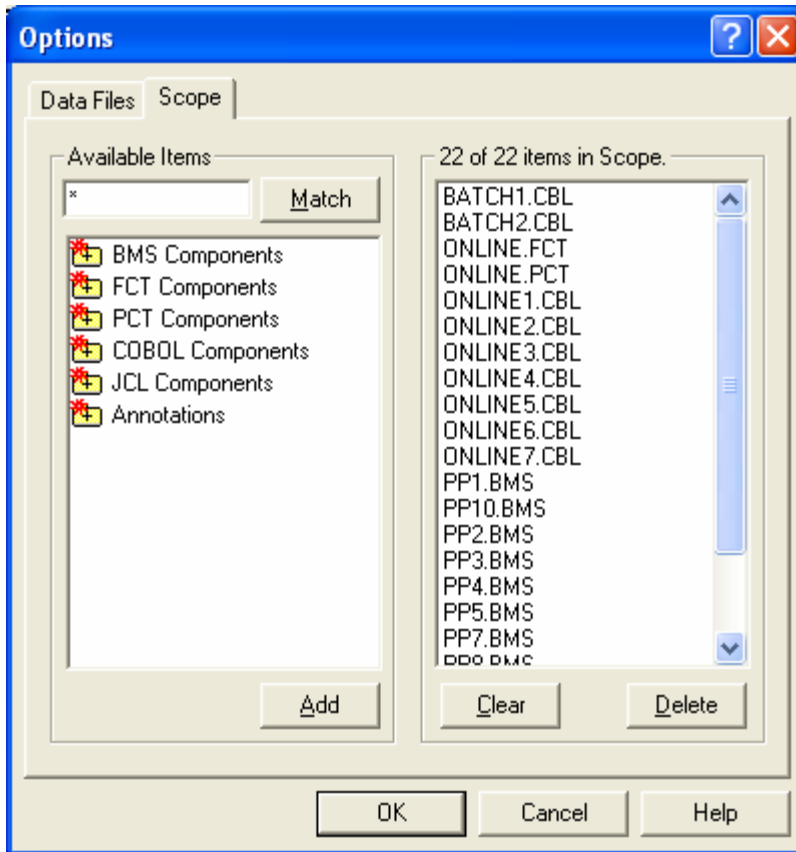 Options
Data Files
Scope
Available Items
*
Match
BMS Components
FCT Components
PCT Components
COBOL Components
JCL Components
Annotations
Add
22 of 22 items in Scope.
BATCH1.CBL
BATCH2.CBL
ONLINE.FCT
ONLINE.PCT
ONLINE1.CBL
ONLINE2.CBL
ONLINE3.CBL
ONLINE4.CBL
ONLINE5.CBL
ONLINE6.CBL
ONLINE7.CBL
PP1.BMS
PP10.BMS
PP2.BMS
PP3.BMS
PP4.BMS
PP5.BMS
PP7.BMS
Clear
Delete
OK
Cancel
Help